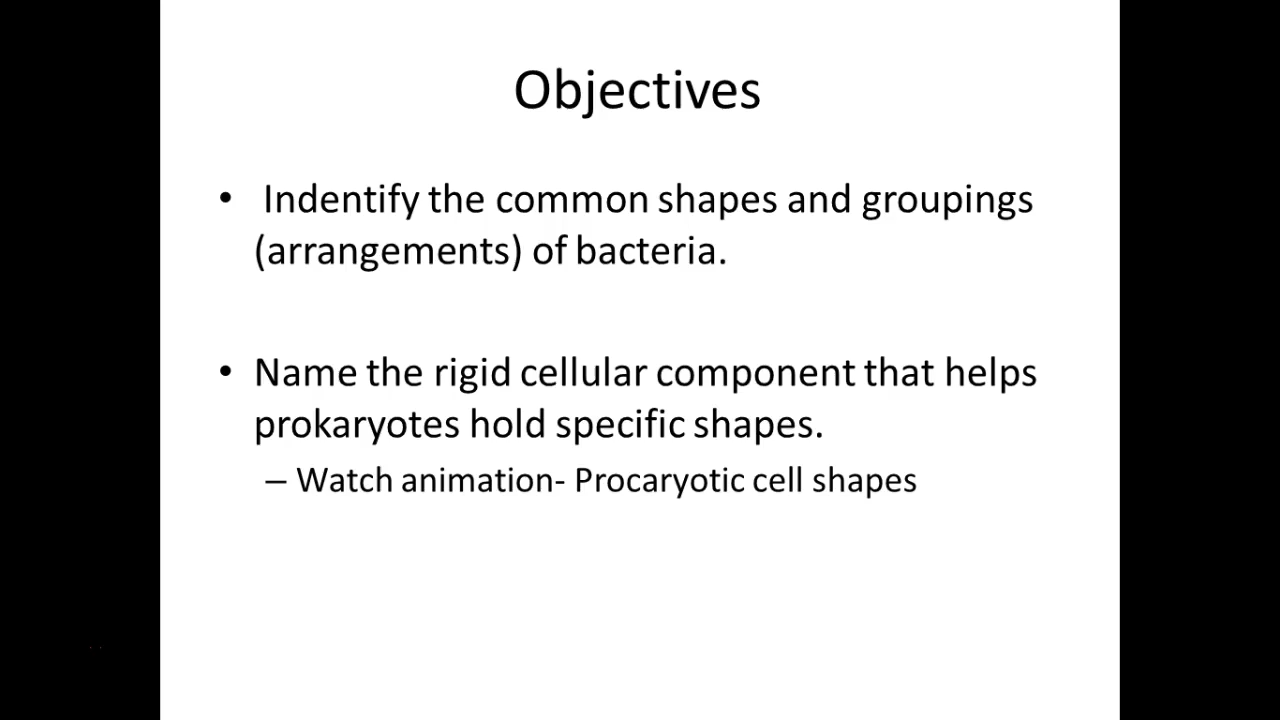 Objectives
• Indentify the common shapes and groupings
(arrangements) of bacteria.
• Name the rigid cellular component that helps
prokaryotes hold specific shapes.
– Watch animation- Procaryotic cell shapes